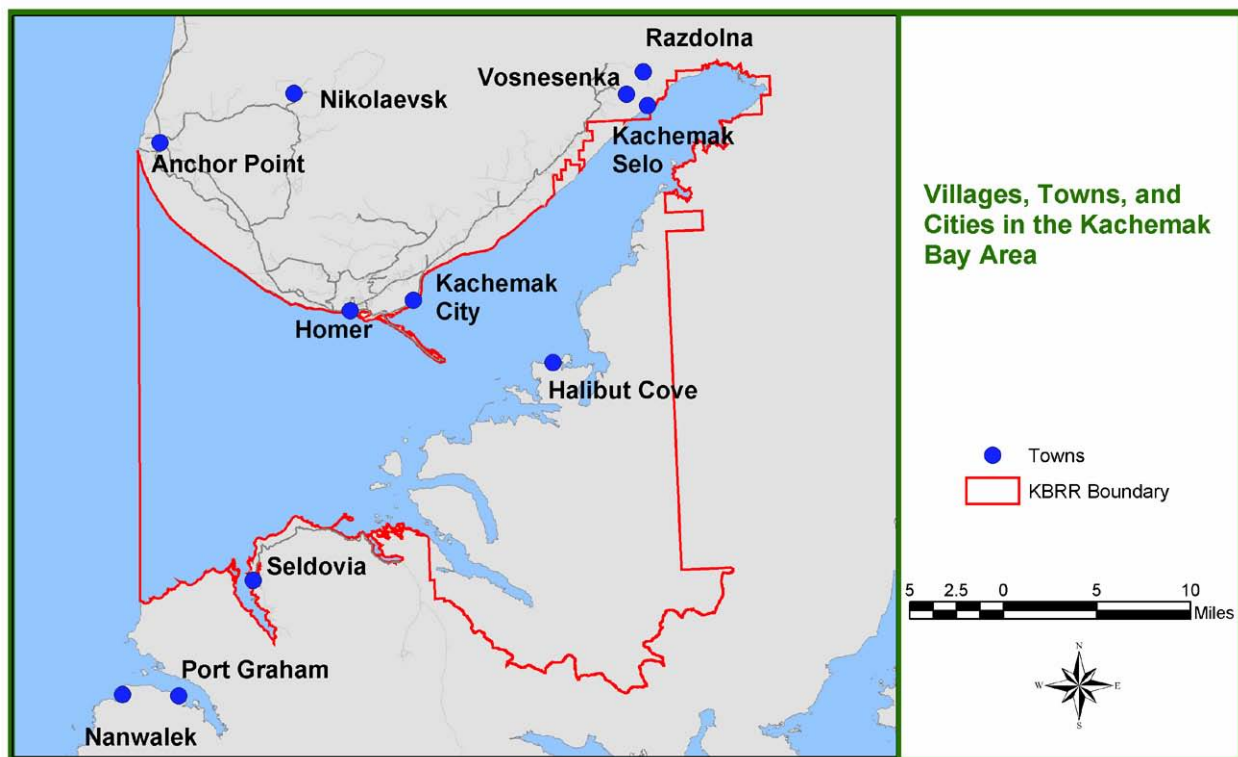 Razdolna
Vosnesenka
Nikolaevsk
Kachemak
Selo
Anchor Point
Kachemak
City
Homer
Halibut Cove
Seldovia
Port Graham
Nanwalek
Villages, Towns, and
Cities in the Kachemak
Bay Area
Towns
KBRR Boundary
5 2.5 0 5 10
Miles
N
W E
S